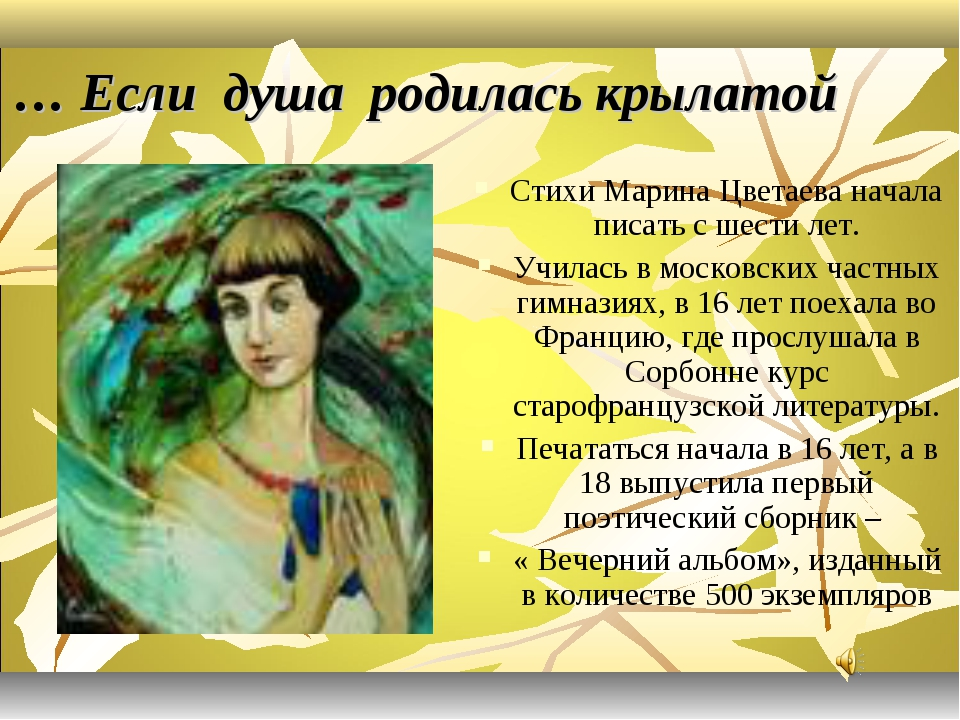 … Если душа родилась крылатой
Стихи Марина Цветаева начала
писать с шести лет.
Училась в московских частных
гимназиях, в 16 лет поехала во
Францию, где прослушала в
Сорбонне курс
старофранцузской литературы.
Печататься начала в 16 лет, а в
18 выпустила первый
поэтический сборник –
« Вечерний альбом», изданный
в количестве 500 экземпляров